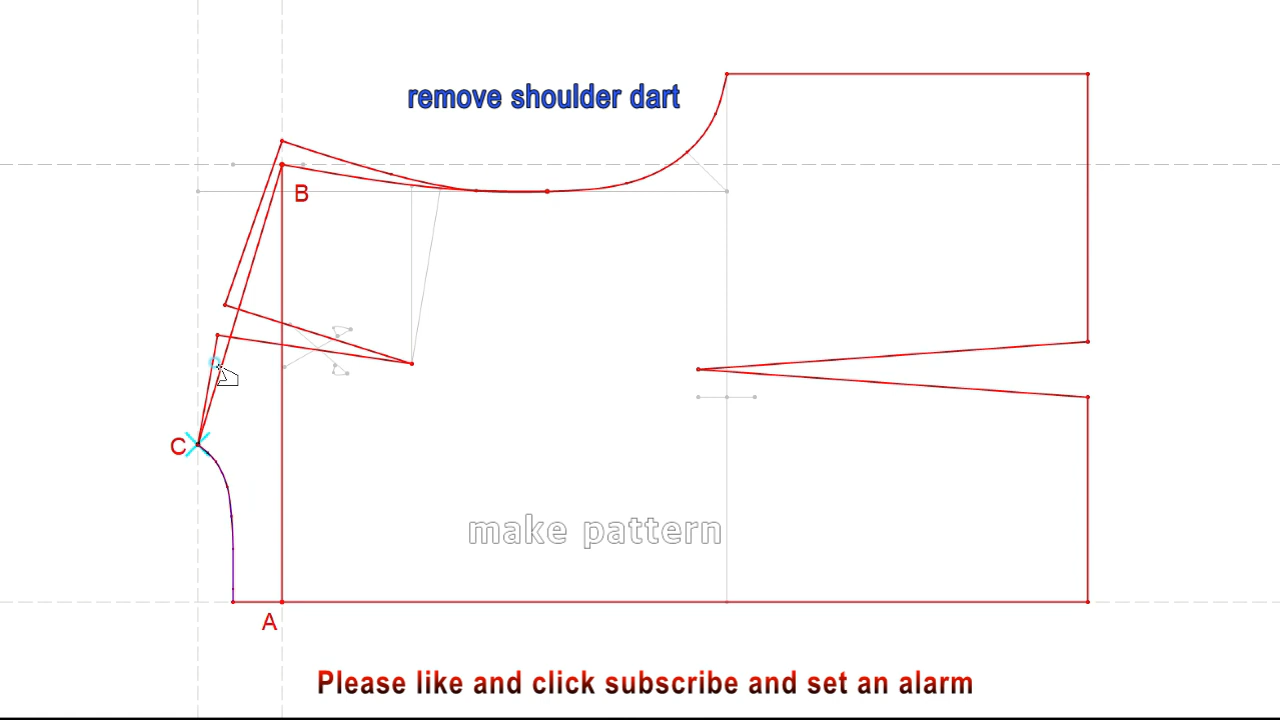 remove shoulder dart
B
C
make pattern
A
Please like and click subscribe and set an alarm